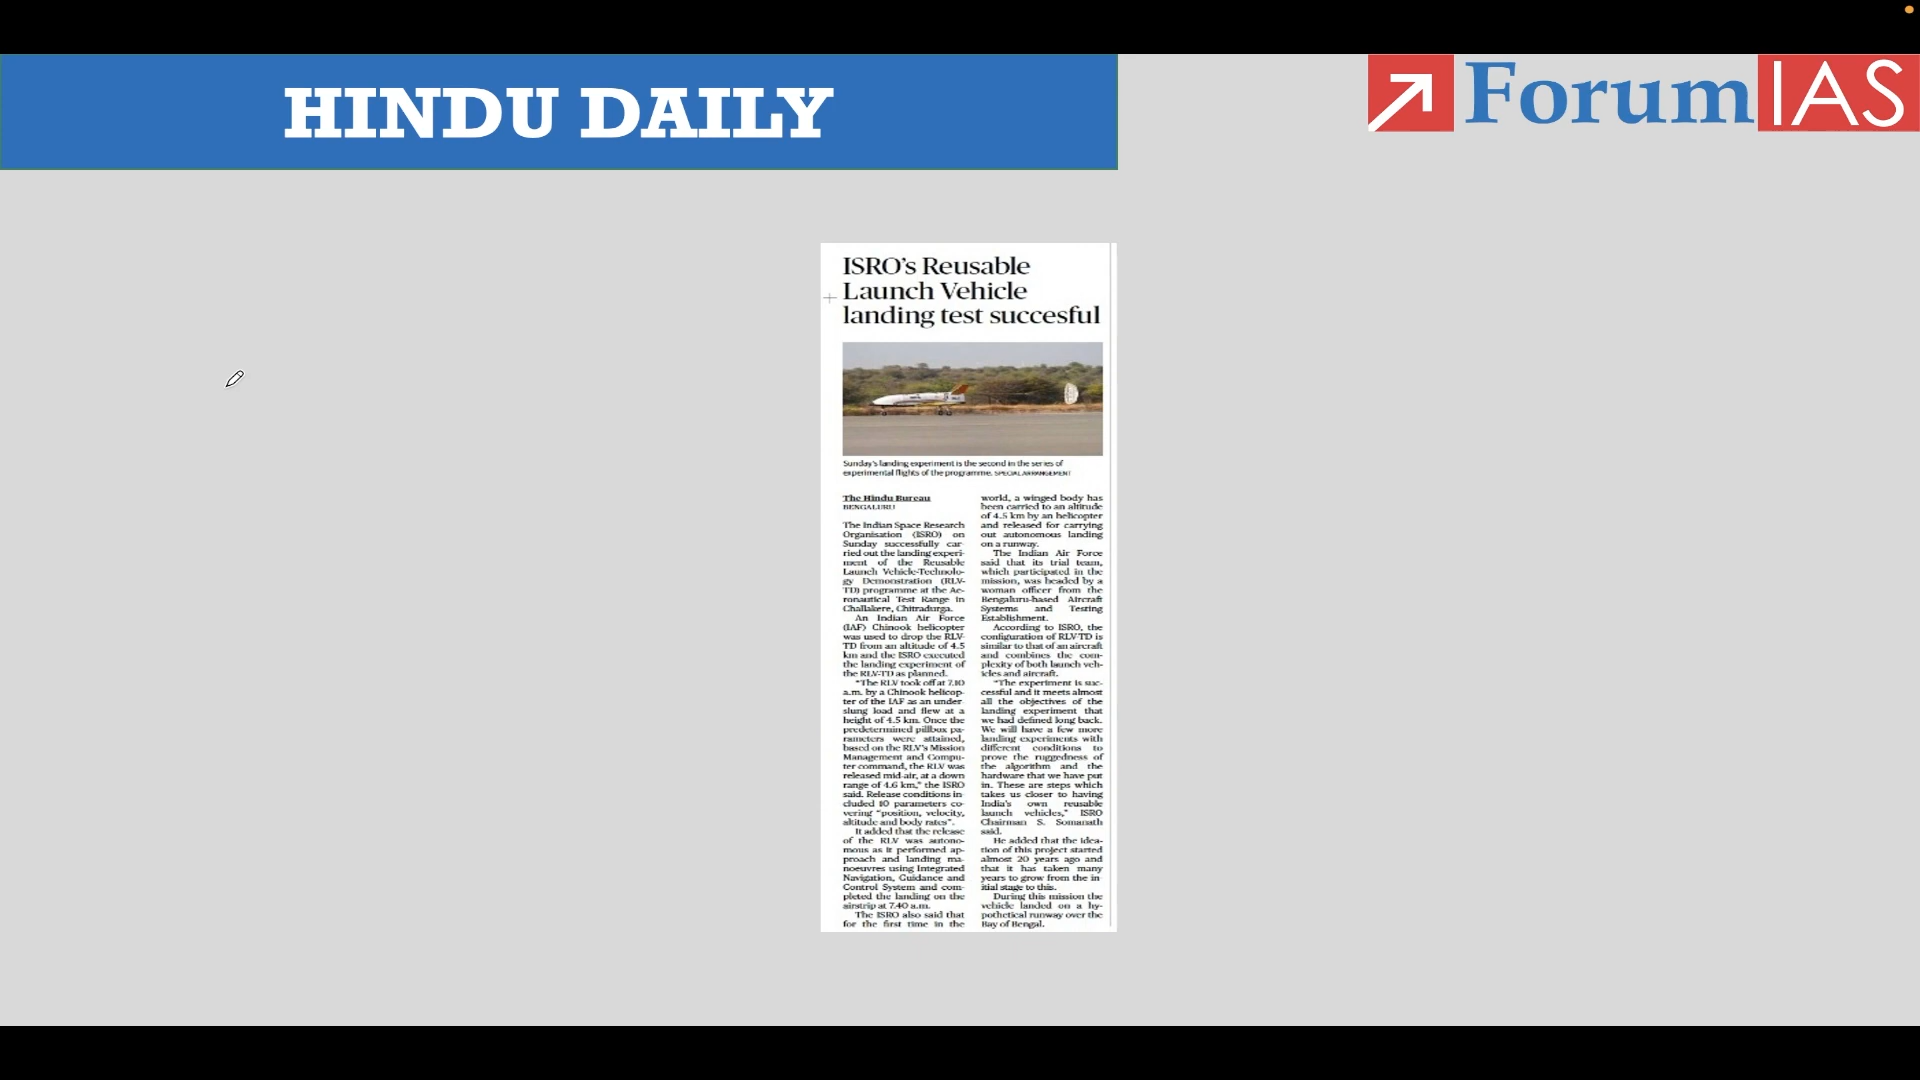 HINDU DAILY
ForumIAS
ISRO's Reusable
Launch Vehicle
landing test succesful
Sunday's landing experiment is the second in the series of
experimental flights of the programme. SPECIAL ARRANGEMENT
The Hindu Bureau
BENGALURU
The Indian Space Research
Organisation (ISRO) on
Sunday successfully car-
ried out the landing experi-
ment of the Reusable
Launch Vehicle-Technolo-
gy Demonstration (RLV-
TD) programme at the Ae-
ronautical Test Range in
Challakere, Chitradurga.
An Indian Air Force
(IAF) Chinook helicopter
was used to drop the RLV-
TD from an altitude of 4.5
km and the ISRO executed
the landing experiment of
the RLV-TD as planned.
"The RLV took off at 7.10
a.m. by a Chinook helicop-
ter of the IAF as an under-
slung load and flew at a
height of 4.5 km. Once the
predetermined pillbox pa-
rameters were attained,
based on the RLV's Mission
Management and Compu-
ter command, the RLV was
released mid-air, at a down
range of 4.6 km," the ISRO
said. Release conditions in-
cluded 10 parameters co-
vering "position, velocity,
altitude and body rates".
It added that the release
of the RLV was autono-
mous as it performed ap-
proach and landing ma-
noeuvres using Integrated
Navigation, Guidance and
Control System and com-
pleted the landing on the
airstrip at 7.40 a.m.
The ISRO also said that
for the first time in the
world, a winged body has
been carried to an altitude
of 4.5 km by an helicopter
and released for carrying
out autonomous landing
on a runway.
The Indian Air Force
said that its trial team,
which participated in the
mission, was headed by a
woman officer from the
Bengaluru-based Aircraft
Systems and Testing
Establishment.
According to ISRO, the
configuration of RLV-TD is
similar to that of an aircraft
and combines the com-
plexity of both launch veh-
icles and aircraft.
"The experiment is suc-
cessful and it meets almost
all the objectives of the
landing experiment that
we had defined long back.
We will have a few more
landing experiments with
different conditions to
prove the ruggedness of
the algorithm and the
hardware that we have put
in. These are steps which
takes us closer to having
India's own reusable
launch vehicles," ISRO
Chairman S. Somanath
said.
He added that the idea-
tion of this project started
almost 20 years ago and
that it has taken many
years to grow from the in-
itial stage to this.
During this mission the
vehicle landed on a hy-
pothetical runway over the
Bay of Bengal.